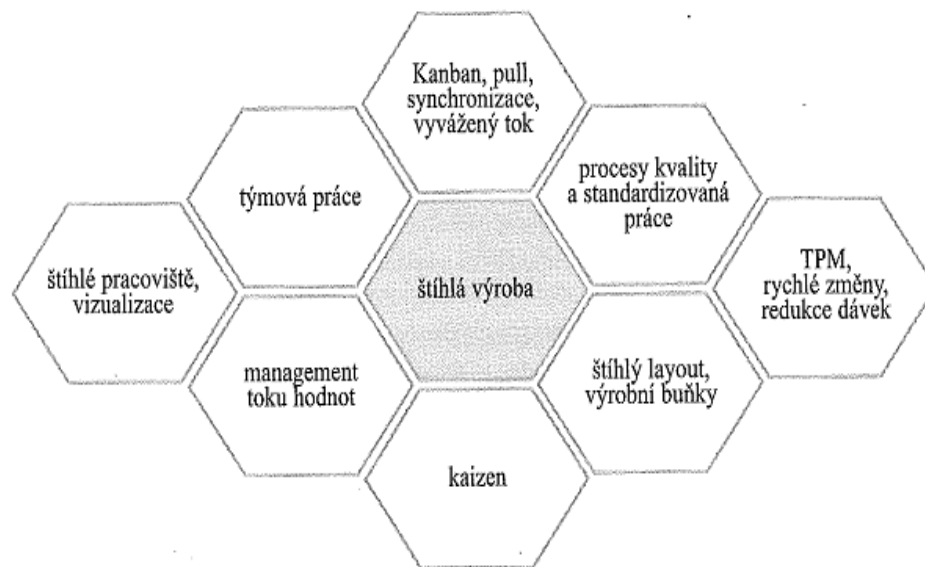 Kanban, pull,
synchronizace,
vyvážený tok
týmová práce
procesy kvality
a standardizovaná
práce
štíhlé pracoviště,
vizualizace
štíhlá výroba
TPM,
rychlé změny,
redukce dávek
management
toku hodnot
štíhlý layout,
výrobní buňky
kaizen